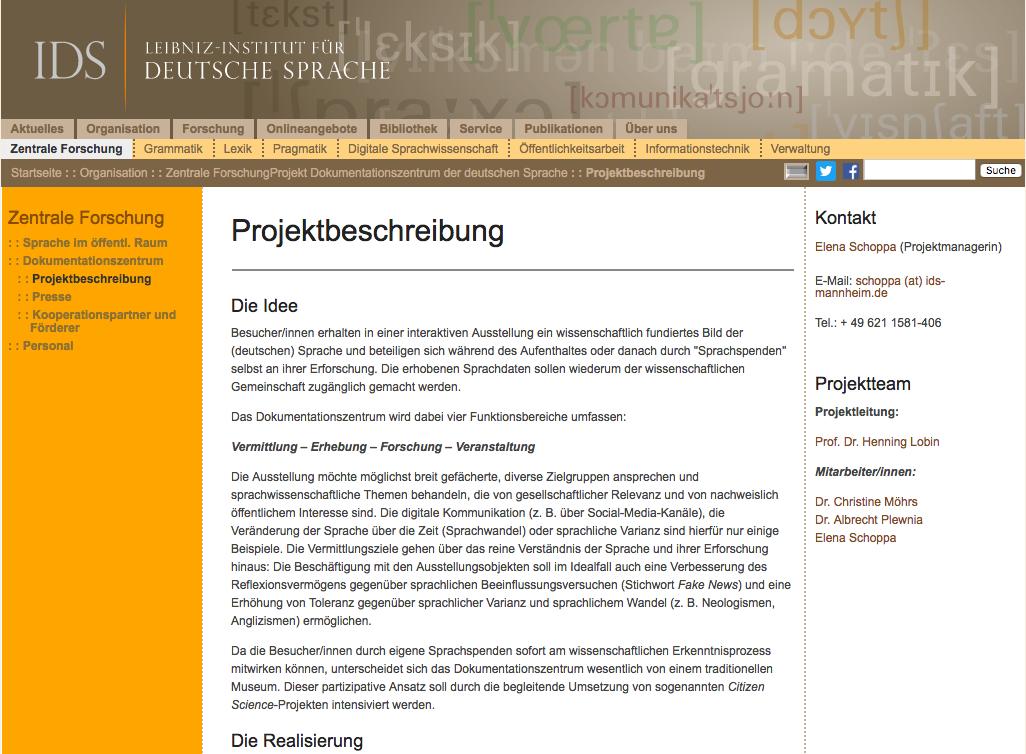 [tɛkst]
[ˈvœrtɐ]
[dɔytʃ]
[ˈlɛksɪk]
[gramatɪk]
[kɔmunikaˈtsjoːn]
[ˈvɪsnʃaft]
IDS
LEIBNIZ-INSTITUT FÜR
DEUTSCHE SPRACHE
Aktuelles Organisation Forschung Onlineangebote Bibliothek Service Publikationen Über uns
Zentrale Forschung Grammatik Lexik Pragmatik Digitale Sprachwissenschaft Öffentlichkeitsarbeit Informationstechnik Verwaltung
Startseite : : Organisation : : Zentrale ForschungProjekt Dokumentationszentrum der deutschen Sprache : : Projektbeschreibung
Suche
Zentrale Forschung
: : Sprache im öffentl. Raum
: : Dokumentationszentrum
: : Projektbeschreibung
: : Presse
: : Kooperationspartner und
Förderer
: : Personal
Projektbeschreibung
Die Idee
Besucher/innen erhalten in einer interaktiven Ausstellung ein wissenschaftlich fundiertes Bild der
(deutschen) Sprache und beteiligen sich während des Aufenthaltes oder danach durch "Sprachspenden"
selbst an ihrer Erforschung. Die erhobenen Sprachdaten sollen wiederum der wissenschaftlichen
Gemeinschaft zugänglich gemacht werden.
Das Dokumentationszentrum wird dabei vier Funktionsbereiche umfassen:
Vermittlung – Erhebung – Forschung – Veranstaltung
Die Ausstellung möchte möglichst breit gefächerte, diverse Zielgruppen ansprechen und
sprachwissenschaftliche Themen behandeln, die von gesellschaftlicher Relevanz und von nachweislich
öffentlichem Interesse sind. Die digitale Kommunikation (z. B. über Social-Media-Kanäle), die
Veränderung der Sprache über die Zeit (Sprachwandel) oder sprachliche Varianz sind hierfür nur einige
Beispiele. Die Vermittlungsziele gehen über das reine Verständnis der Sprache und ihrer Erforschung
hinaus: Die Beschäftigung mit den Ausstellungsobjekten soll im Idealfall auch eine Verbesserung des
Reflexionsvermögens gegenüber sprachlichen Beeinflussungsversuchen (Stichwort Fake News) und eine
Erhöhung von Toleranz gegenüber sprachlicher Varianz und sprachlichem Wandel (z. B. Neologismen,
Anglizismen) ermöglichen.
Da die Besucher/innen durch eigene Sprachspenden sofort am wissenschaftlichen Erkenntnisprozess
mitwirken können, unterscheidet sich das Dokumentationszentrum wesentlich von einem traditionellen
Museum. Dieser partizipative Ansatz soll durch die begleitende Umsetzung von sogenannten Citizen
Science-Projekten intensiviert werden.
Die Realisierung
Kontakt
Elena Schoppa (Projektmanagerin)
E-Mail: schoppa (at) ids-
mannheim.de
Tel.: + 49 621 1581-406
Projektteam
Projektleitung:
Prof. Dr. Henning Lobin
Mitarbeiter/innen:
Dr. Christine Möhrs
Dr. Albrecht Plewnia
Elena Schoppa